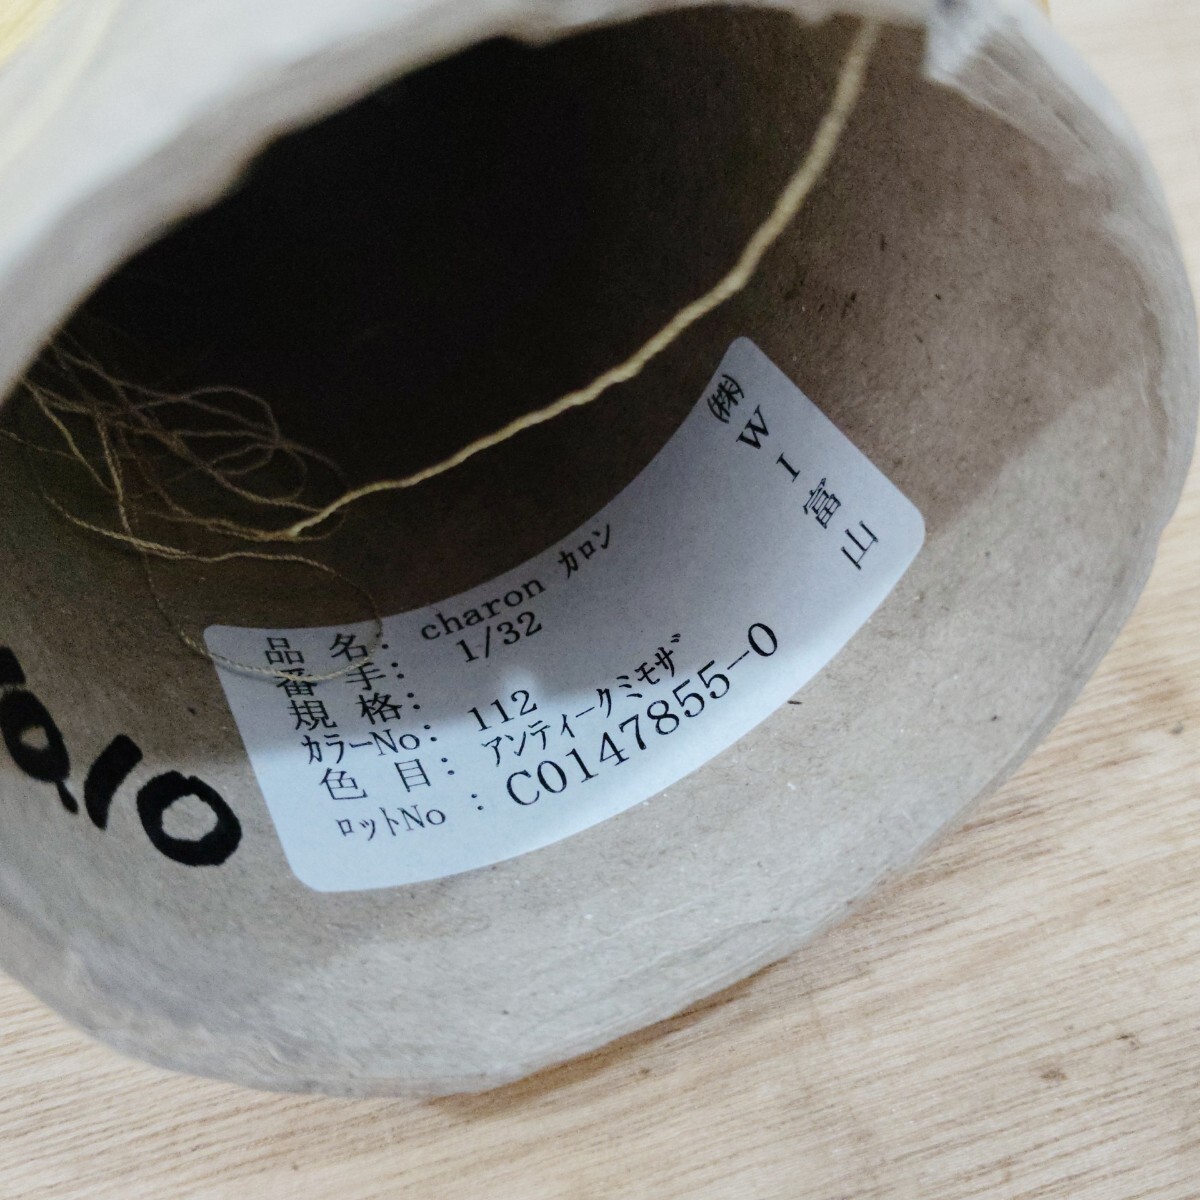 品 名: charon カロン
番 手: 1/32
規 格:
カラーNo: 112
色 目: アンティークミモザ
ロットNo : C0147855-0
㈱WI富山